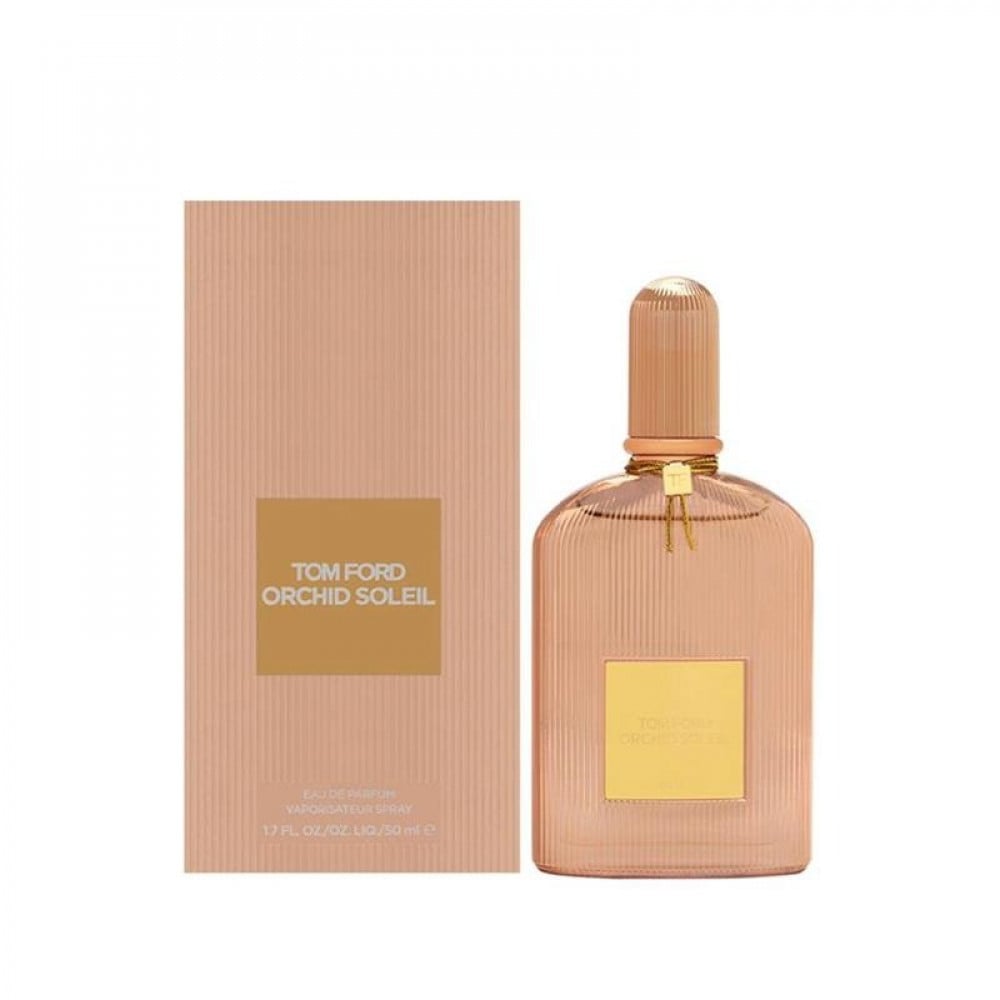 TOM FORD
ORCHID SOLEIL
EAU DE PARFUM
VAPORISATEUR SPRAY
1.7 FL. OZ/OZ. LIQ./50 ml e
TF
TOM FORD
ORCHID SOLEIL